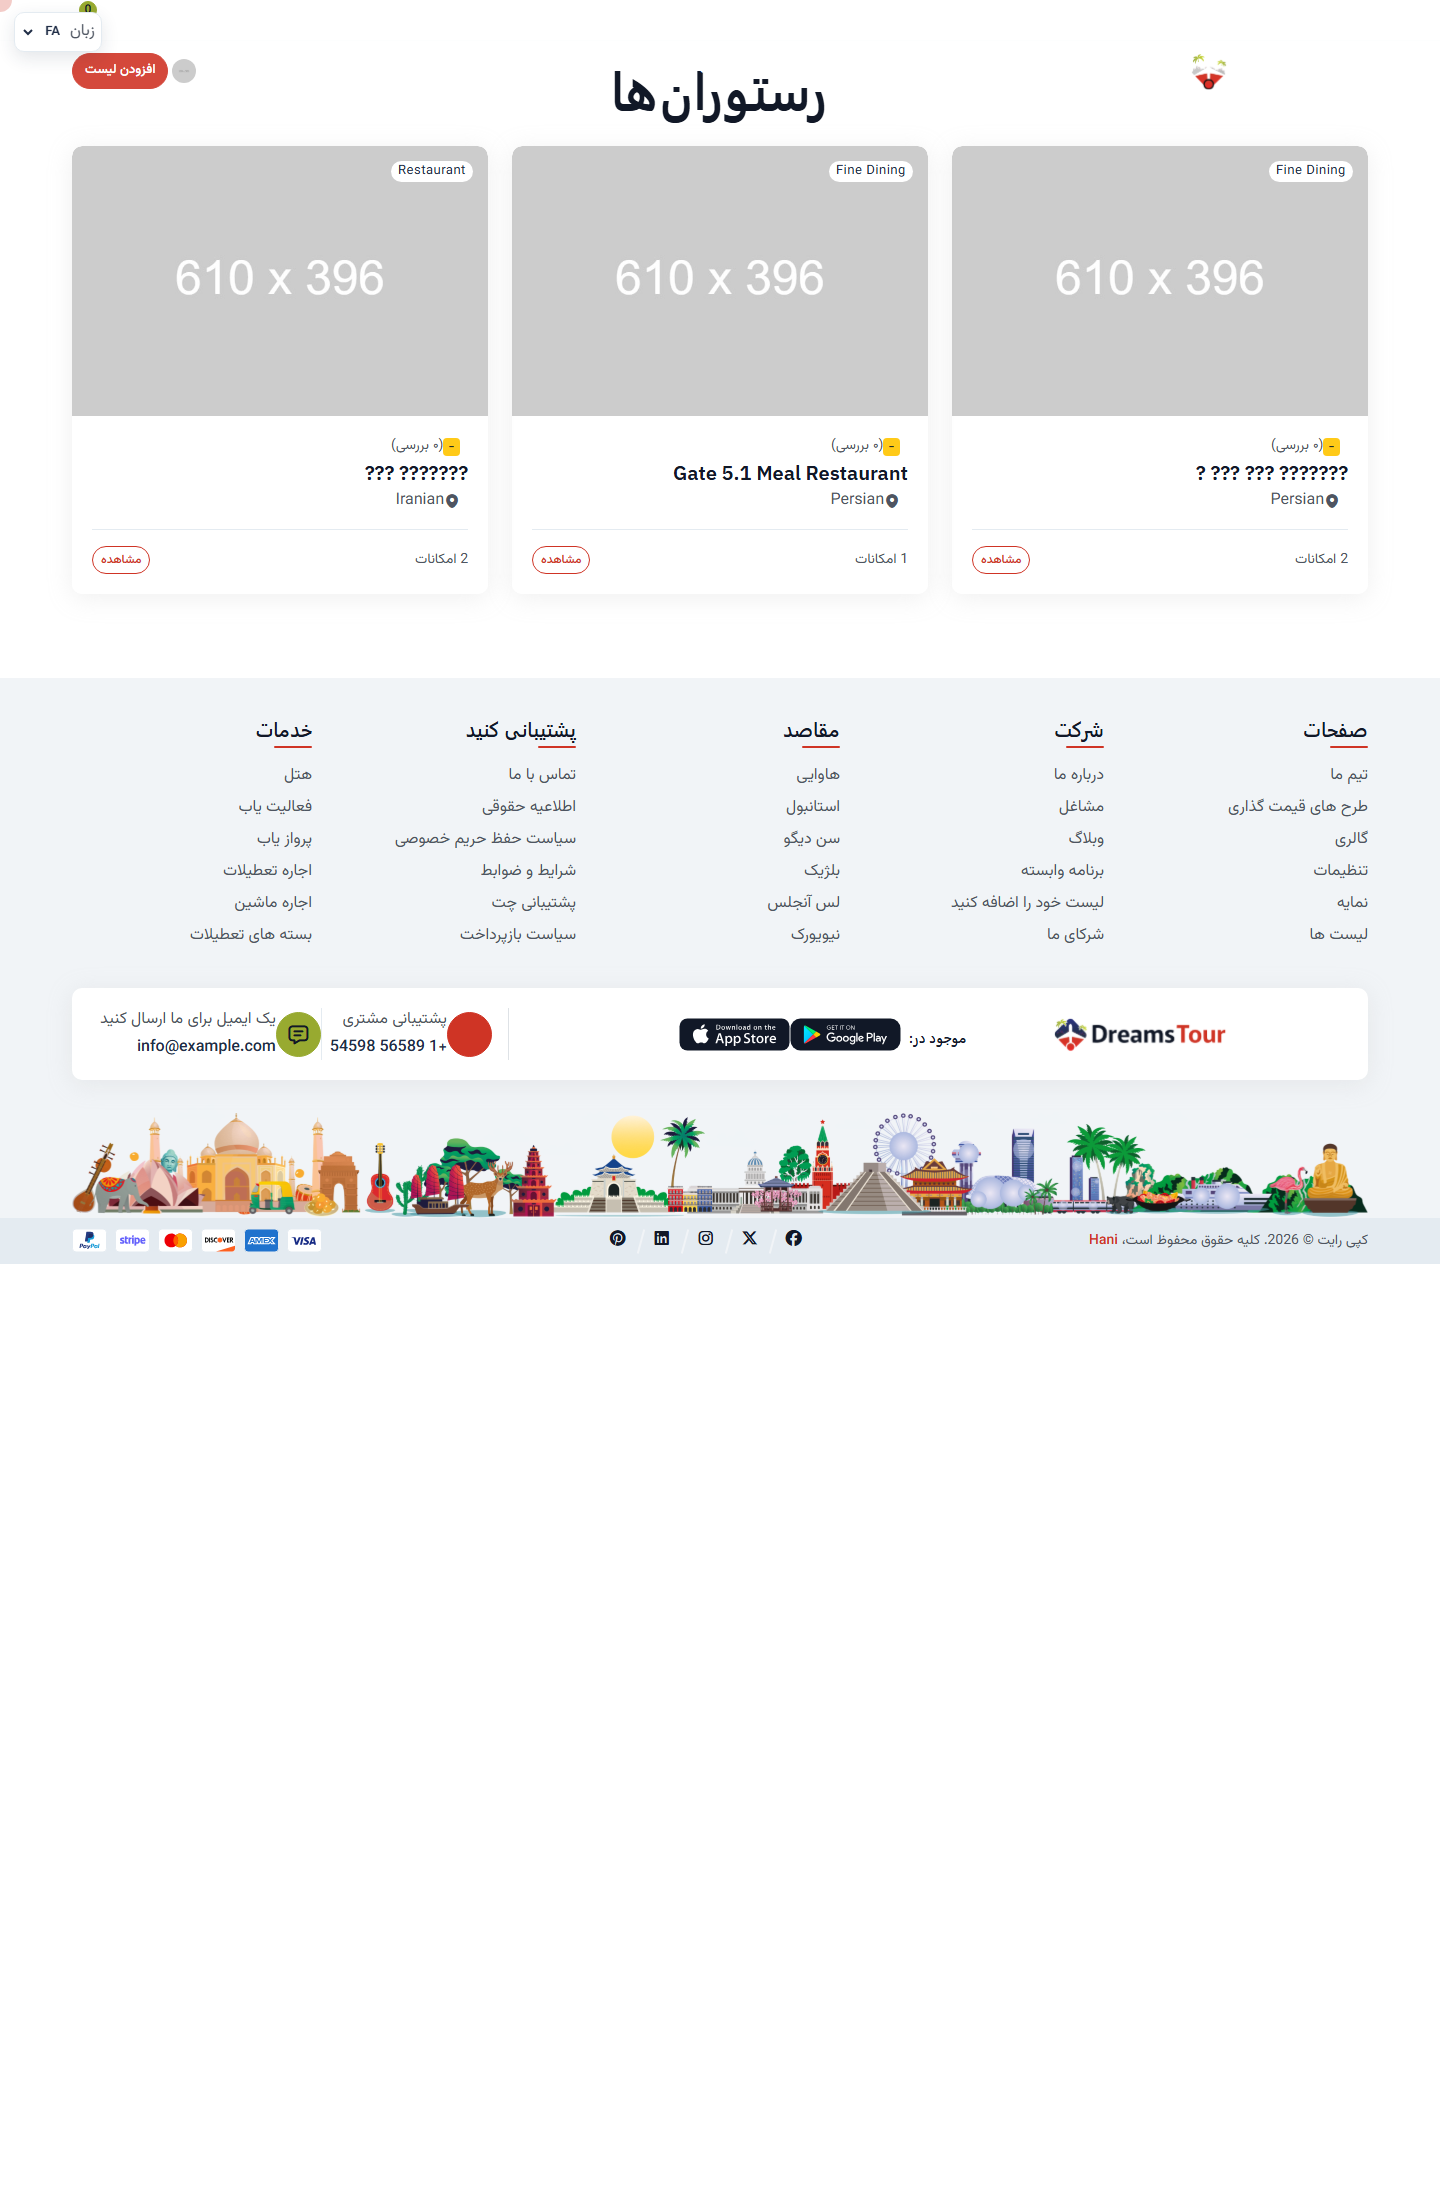 0
زبان FA
افزودن لیست
رستوران‌ها
Fine Dining
610 x 396
- (۰ بررسی)
??????? ??? ??? ?
Persian
2 امکانات
مشاهده
Fine Dining
610 x 396
- (۰ بررسی)
Gate 5.1 Meal Restaurant
Persian
1 امکانات
مشاهده
Restaurant
610 x 396
- (۰ بررسی)
??????? ???
Iranian
2 امکانات
مشاهده
صفحات
تیم ما
طرح های قیمت گذاری
گالری
تنظیمات
نمایه
لیست ها
شرکت
درباره ما
مشاغل
وبلاگ
برنامه وابسته
لیست خود را اضافه کنید
شرکای ما
مقاصد
هاوایی
استانبول
سن دیگو
بلژیک
لس آنجلس
نیویورک
پشتیبانی کنید
تماس با ما
اطلاعیه حقوقی
سیاست حفظ حریم خصوصی
شرایط و ضوابط
پشتیبانی چت
سیاست بازپرداخت
خدمات
هتل
فعالیت یاب
پرواز یاب
اجاره تعطیلات
اجاره ماشین
بسته های تعطیلات
DreamsTour
موجود در:
GET IT ON
Google Play
Download on the
App Store
پشتیبانی مشتری
+1 56589 54598
یک ایمیل برای ما ارسال کنید
info@example.com
کپی رایت © 2026. کلیه حقوق محفوظ است، Hani
PayPal
stripe
DISCOVER
AMEX
VISA